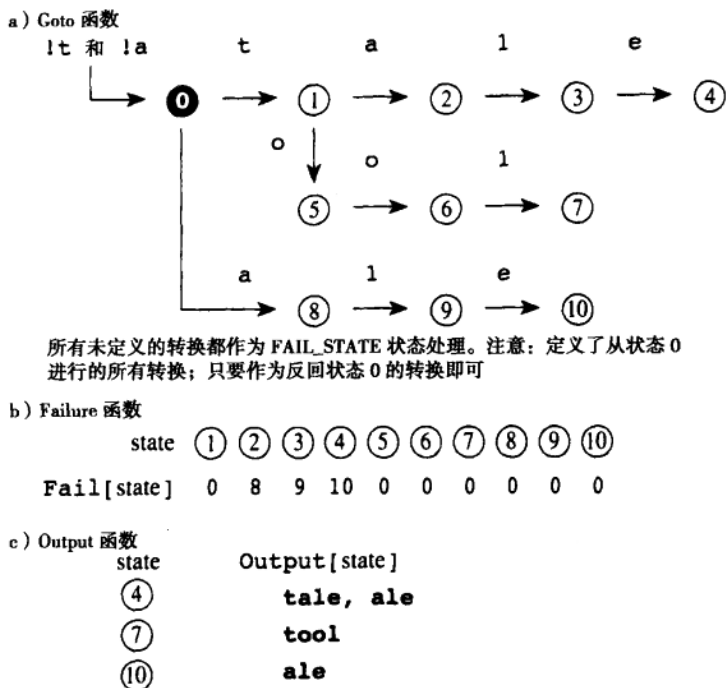 a) Goto 函数
!t 和 !a t a l e
0 1 2 3 4
o o l
5 6 7
a l e
8 9 10
所有未定义的转换都作为 FAIL_STATE 状态处理。注意：定义了从状态 0
进行的所有转换；只要作为反回状态 0 的转换即可
b) Failure 函数
state 1 2 3 4 5 6 7 8 9 10
Fail[state] 0 8 9 10 0 0 0 0 0 0
c) Output 函数
state Output[state]
4 tale, ale
7 tool
10 ale